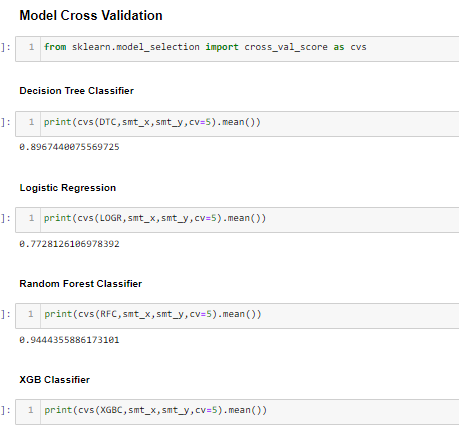 Model Cross Validation
]: 1 from sklearn.model_selection import cross_val_score as cvs
Decision Tree Classifier
]: 1 print(cvs(DTC,smt_x,smt_y,cv=5).mean())
0.8967440075569725
Logistic Regression
]: 1 print(cvs(LOGR,smt_x,smt_y,cv=5).mean())
0.7728126106978392
Random Forest Classifier
]: 1 print(cvs(RFC,smt_x,smt_y,cv=5).mean())
0.9444355886173101
XGB Classifier
]: 1 print(cvs(XGBC,smt_x,smt_y,cv=5).mean())